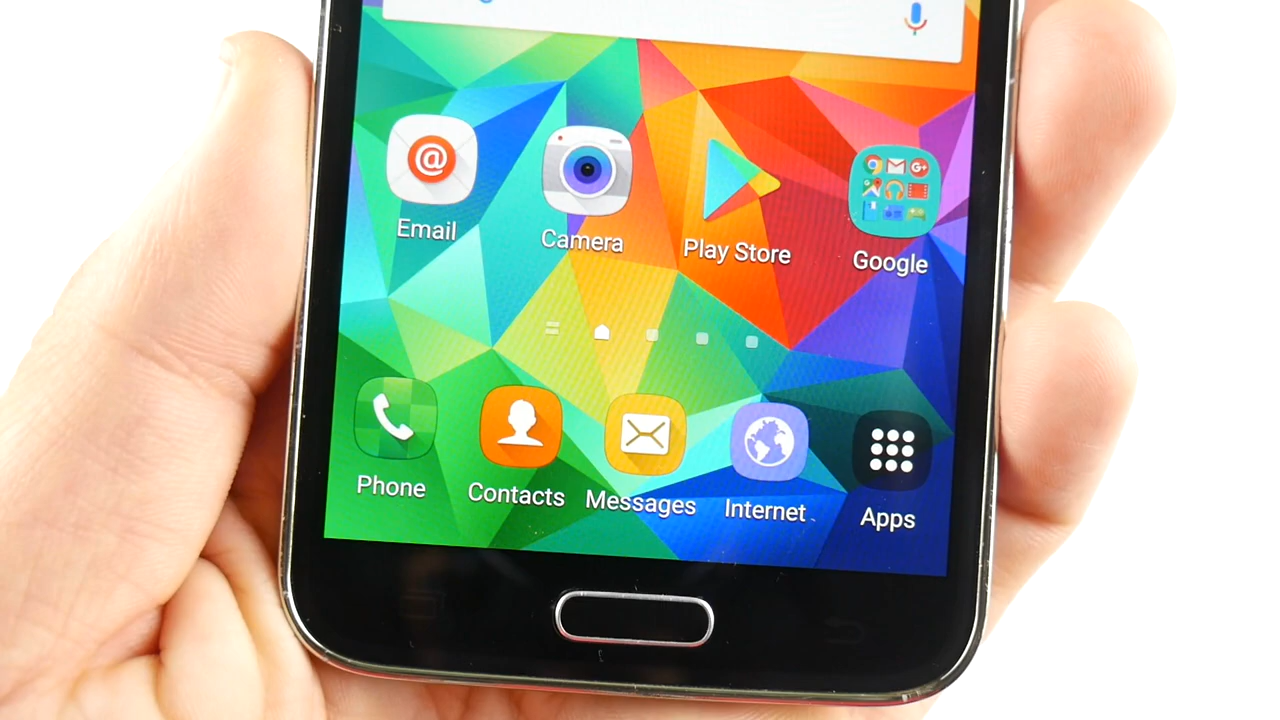 @
Email
Camera
Play Store
Google
Phone
Contacts
Messages
Internet
Apps